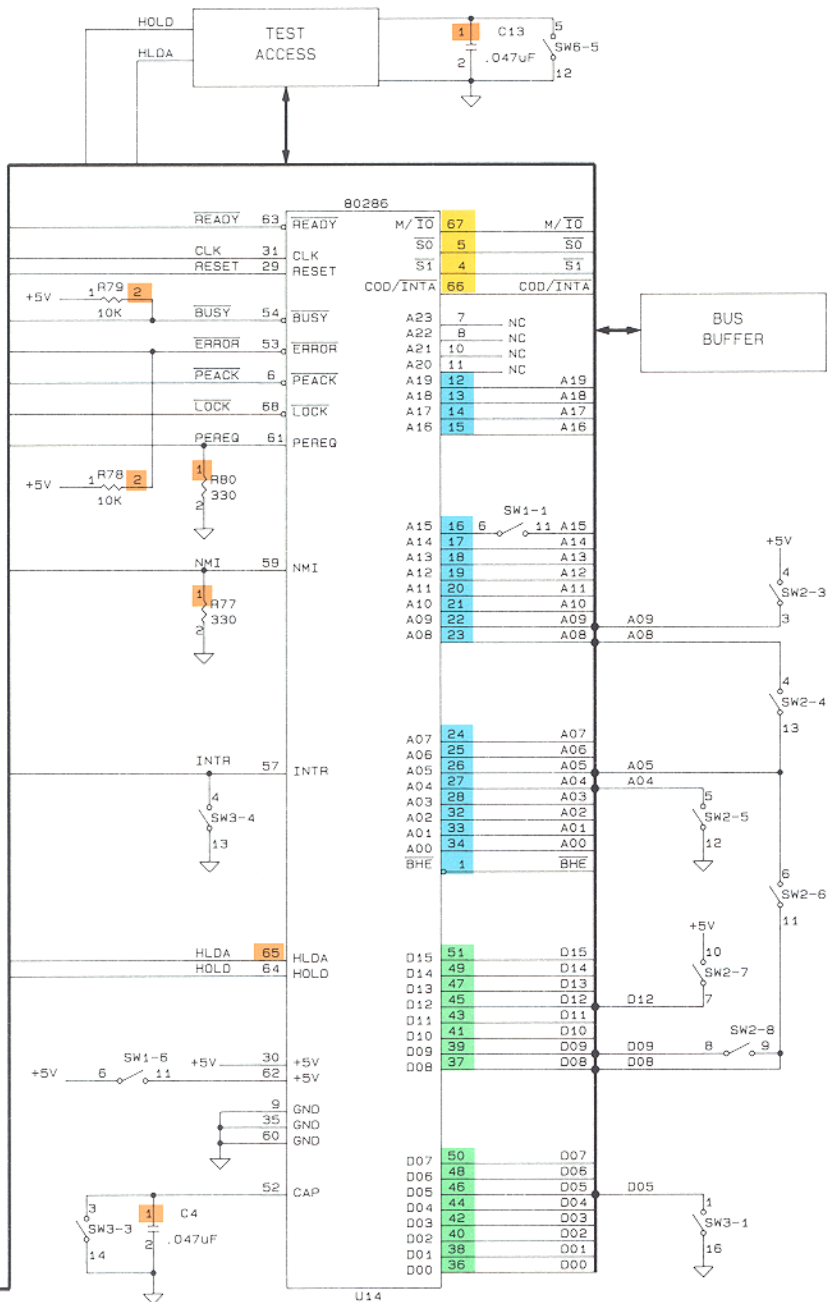 HOLD
HLDA
TEST
ACCESS
1 C13
2 .047uF
5
SW6-5
12
80286
READY 63 READY
CLK 31 CLK
RESET 29 RESET
+5V 1 R79 2
10K
BUSY 54 BUSY
ERROR 53 ERROR
PEACK 6 PEACK
LOCK 68 LOCK
PEREQ 61 PEREQ
+5V 1 R78 2
10K
1
R80
330
2
NMI 59 NMI
1
R77
330
2
INTR 57 INTR
4
SW3-4
13
HLDA 65 HLDA
HOLD 64 HOLD
SW1-6
+5V 30 +5V
+5V 6 11 62 +5V
9 GND
35 GND
60 GND
52 CAP
3
SW3-3
14
1 C4
2 .047uF
M/IO 67 M/IO
S0 5 S0
S1 4 S1
COD/INTA 66 COD/INTA
A23 7 NC
A22 8 NC
A21 10 NC
A20 11 NC
A19 12 A19
A18 13 A18
A17 14 A17
A16 15 A16
SW1-1
A15 16 6 11 A15
A14 17 A14
A13 18 A13
A12 19 A12
A11 20 A11
A10 21 A10
A09 22 A09 A09
A08 23 A08 A08
A07 24 A07
A06 25 A06
A05 26 A05 A05
A04 27 A04 A04
A03 28 A03
A02 32 A02
A01 33 A01
A00 34 A00
BHE 1 BHE
D15 51 D15
D14 49 D14
D13 47 D13
D12 45 D12 D12
D11 43 D11
D10 41 D10
D09 39 D09 D09
D08 37 D08 D08
D07 50 D07
D06 48 D06
D05 46 D05 D05
D04 44 D04
D03 42 D03
D02 40 D02
D01 38 D01
D00 36 D00
U14
BUS
BUFFER
+5V
4
SW2-3
3
4
SW2-4
13
5
SW2-5
12
6
SW2-6
11
+5V
10
SW2-7
7
SW2-8
8 9
1
SW3-1
16